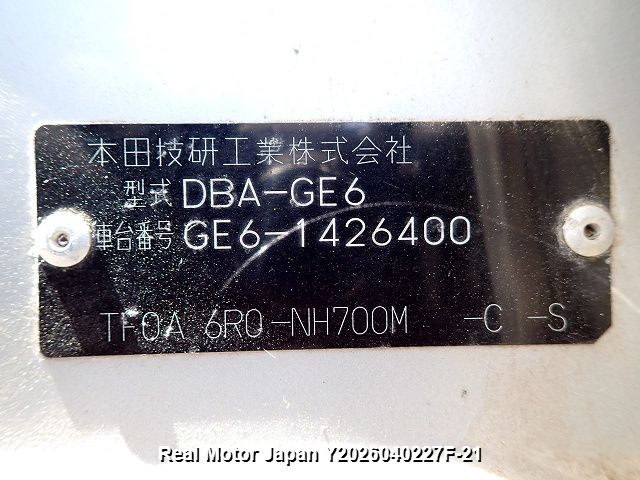 本田技研工業株式会社
型式 DBA-GE6
車台番号 GE6-1426400
TF0A 6R0-NH700M -C -S
Real Motor Japan Y2026040227F-21